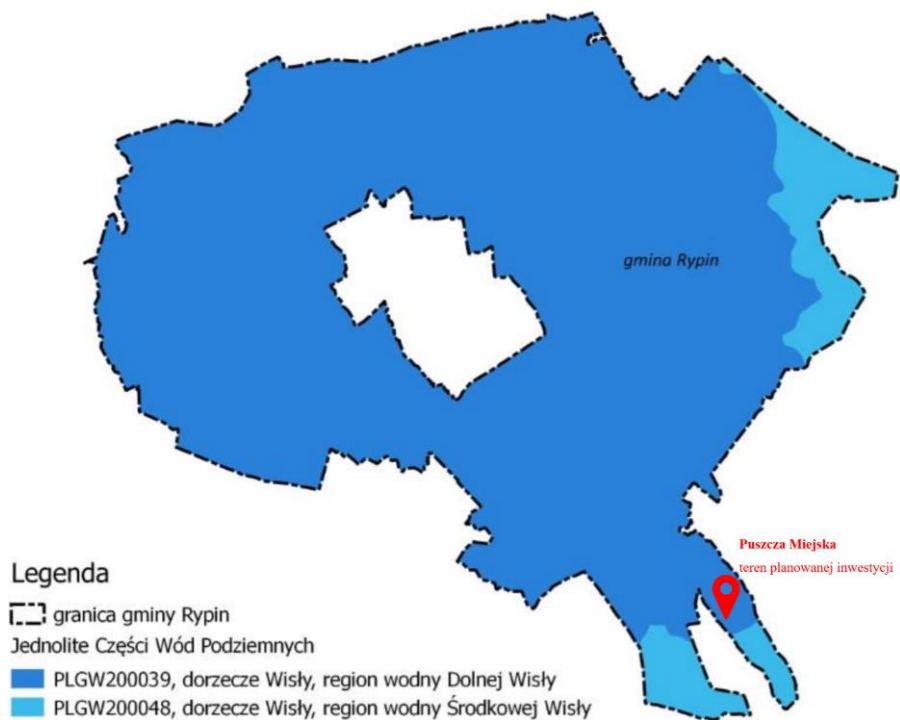 gmina Rypin
Puszcza Miejska
teren planowanej inwestycji
Legenda
granica gminy Rypin
Jednolite Części Wód Podziemnych
PLGW200039, dorzecze Wisły, region wodny Dolnej Wisły
PLGW200048, dorzecze Wisły, region wodny Środkowej Wisły